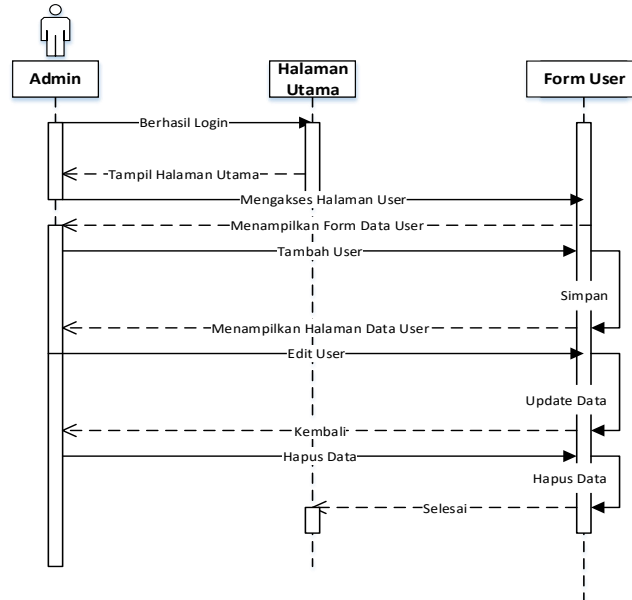 Admin
Halaman
Utama
Form User
Berhasil Login
Tampil Halaman Utama
Mengakses Halaman User
Menampilkan Form Data User
Tambah User
Simpan
Menampilkan Halaman Data User
Edit User
Update Data
Kembali
Hapus Data
Hapus Data
Selesai